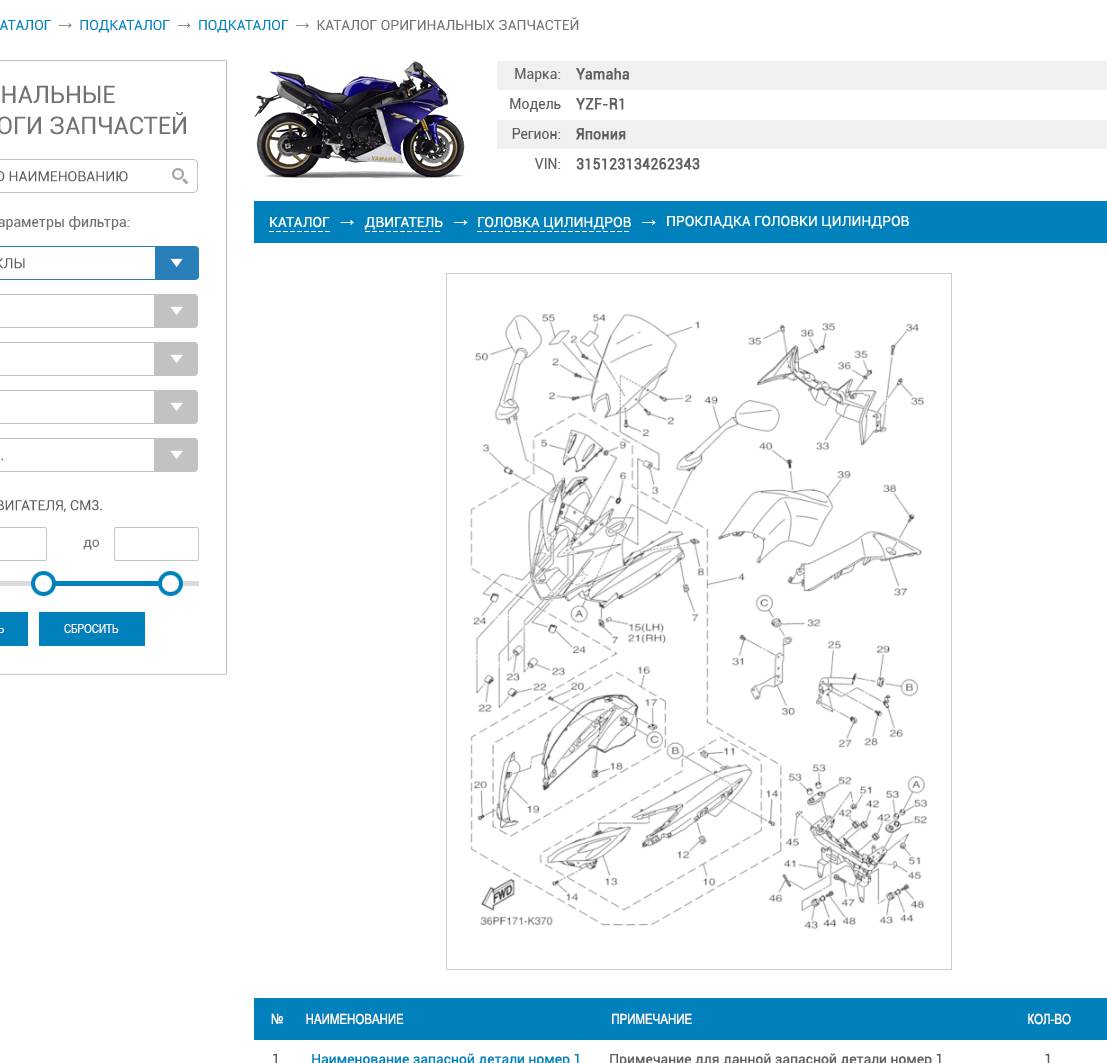 АТАЛОГ → ПОДКАТАЛОГ → ПОДКАТАЛОГ → КАТАЛОГ ОРИГИНАЛЬНЫХ ЗАПЧАСТЕЙ
НАЛЬНЫЕ
ОГИ ЗАПЧАСТЕЙ
О НАИМЕНОВАНИЮ
араметры фильтра:
КЛЫ
.
ВИГАТЕЛЯ, СМ3.
до
Ь
СБРОСИТЬ
YAMAHA
Марка: Yamaha
Модель YZF-R1
Регион: Япония
VIN: 315123134262343
КАТАЛОГ → ДВИГАТЕЛЬ → ГОЛОВКА ЦИЛИНДРОВ → ПРОКЛАДКА ГОЛОВКИ ЦИЛИНДРОВ
55 54 1 36 35 34
50 2 35
2 35
36
2 2 49 35
2
2 33
3 5 9 40
6 39
3 38
8 4
37
24 A 7 C
7 15(LH) 32
21(RH)
24 31 25 29
23 23 16
22 22 20 17 B
30
C 26
B 27 28
11
18 53 53 52 A
20 14 51 53 53
19 42 42 42 52
45
12 41 51
13 10 45
14 46 47 48
FWD 43 44 48 43 44
36PF171-K370
№ НАИМЕНОВАНИЕ ПРИМЕЧАНИЕ КОЛ-ВО
1 Наименование запасной детали номер 1 Примечание для данной запасной детали номер 1 1